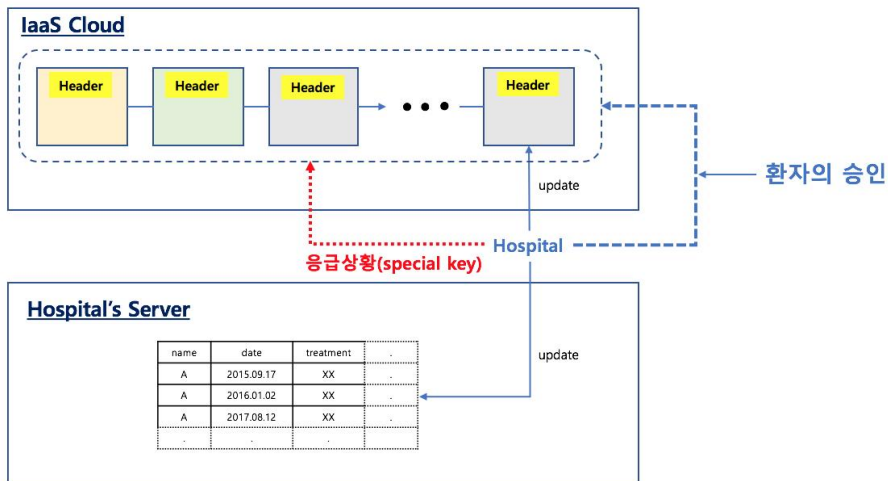 IaaS Cloud
Header
Header
Header
Header
update
환자의 승인
Hospital
응급상황(special key)
Hospital's Server
update
name date treatment .
A 2015.09.17 XX .
A 2016.01.02 XX .
A 2017.08.12 XX .
. . .